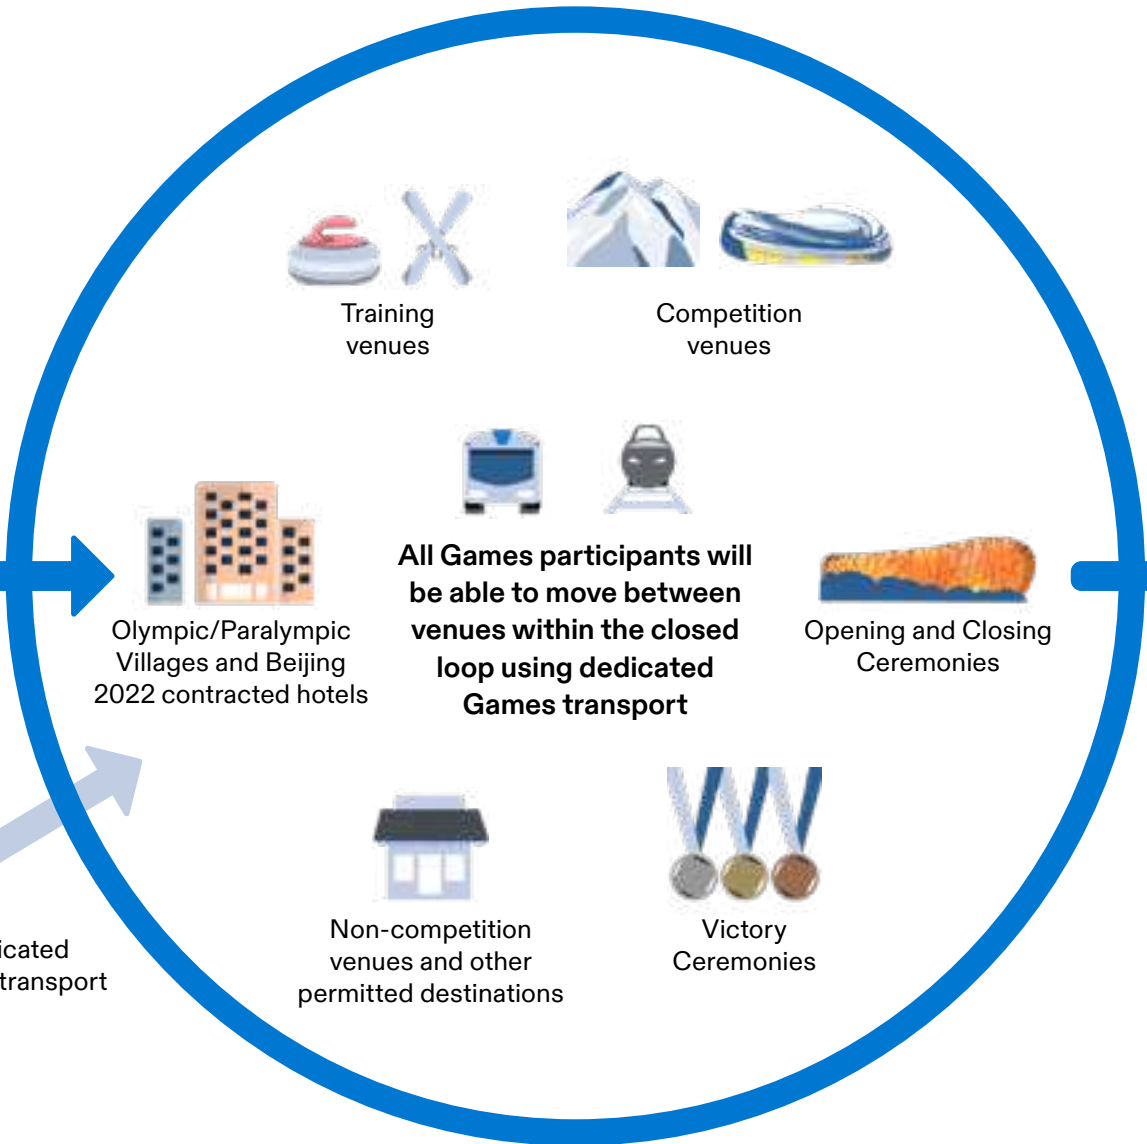 Training
venues
Competition
venues
All Games participants will
be able to move between
venues within the closed
loop using dedicated
Games transport
Olympic/Paralympic
Villages and Beijing
2022 contracted hotels
Opening and Closing
Ceremonies
Non-competition
venues and other
permitted destinations
Victory
Ceremonies
icated
transport